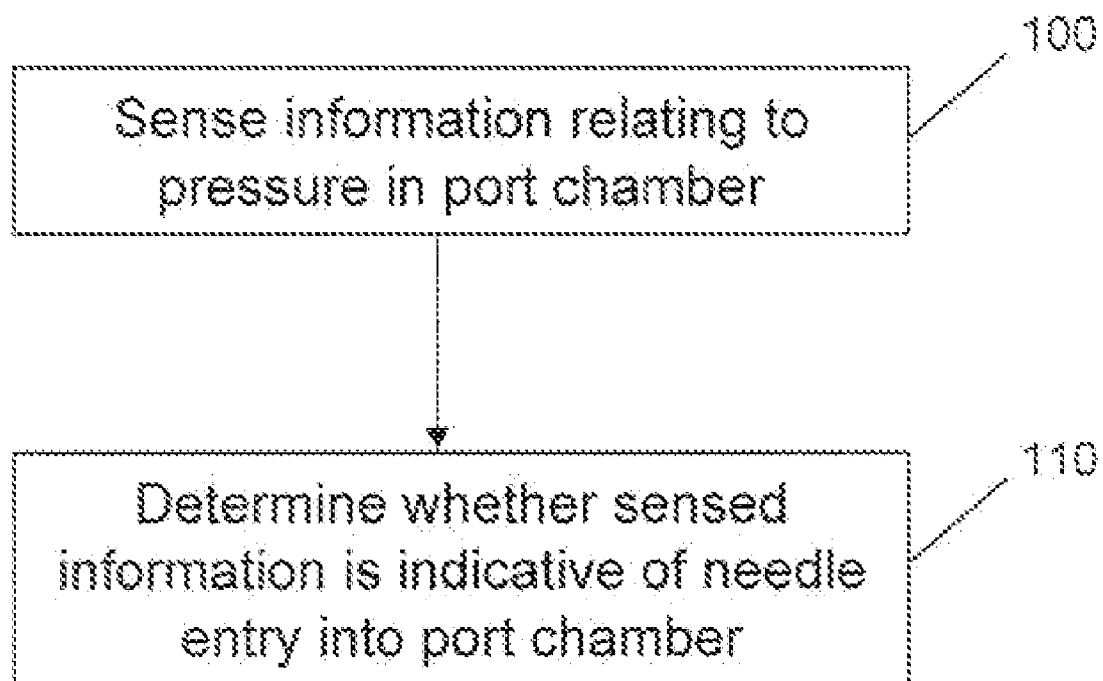 100
Sense information relating to
pressure in port chamber
110
Determine whether sensed
information is indicative of needle
entry into port chamber